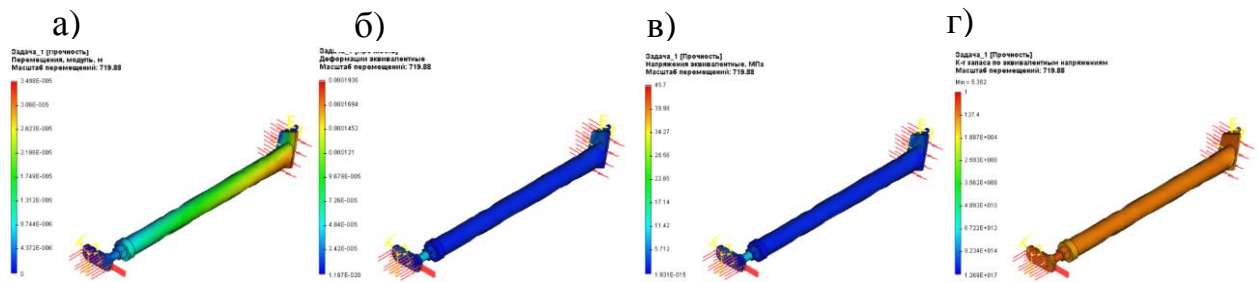 а)
Задача_1 [Прочность]
Перемещения, модуль, м
Масштаб перемещений: 719.88
3.498E-005
3.06E-005
2.623E-005
2.186E-005
1.749E-005
1.312E-005
8.744E-006
4.372E-006
0
б)
Задача_1 [Прочность]
Деформации эквивалентные
Масштаб перемещений: 719.88
0.0001936
0.0001694
0.0001452
0.000121
9.679E-005
7.26E-005
4.84E-005
2.42E-005
1.187E-020
в)
Задача_1 [Прочность]
Напряжения эквивалентные, МПа
Масштаб перемещений: 719.88
45.7
39.98
34.27
28.56
22.85
17.14
11.42
5.712
1.931E-015
г)
Задача_1 [Прочность]
К-т запаса по эквивалентным напряжениям
Масштаб перемещений: 719.88
Min = 5.362
1
137.4
1.887E+004
2.593E+006
3.562E+008
4.893E+010
6.722E+012
9.234E+014
1.269E+017